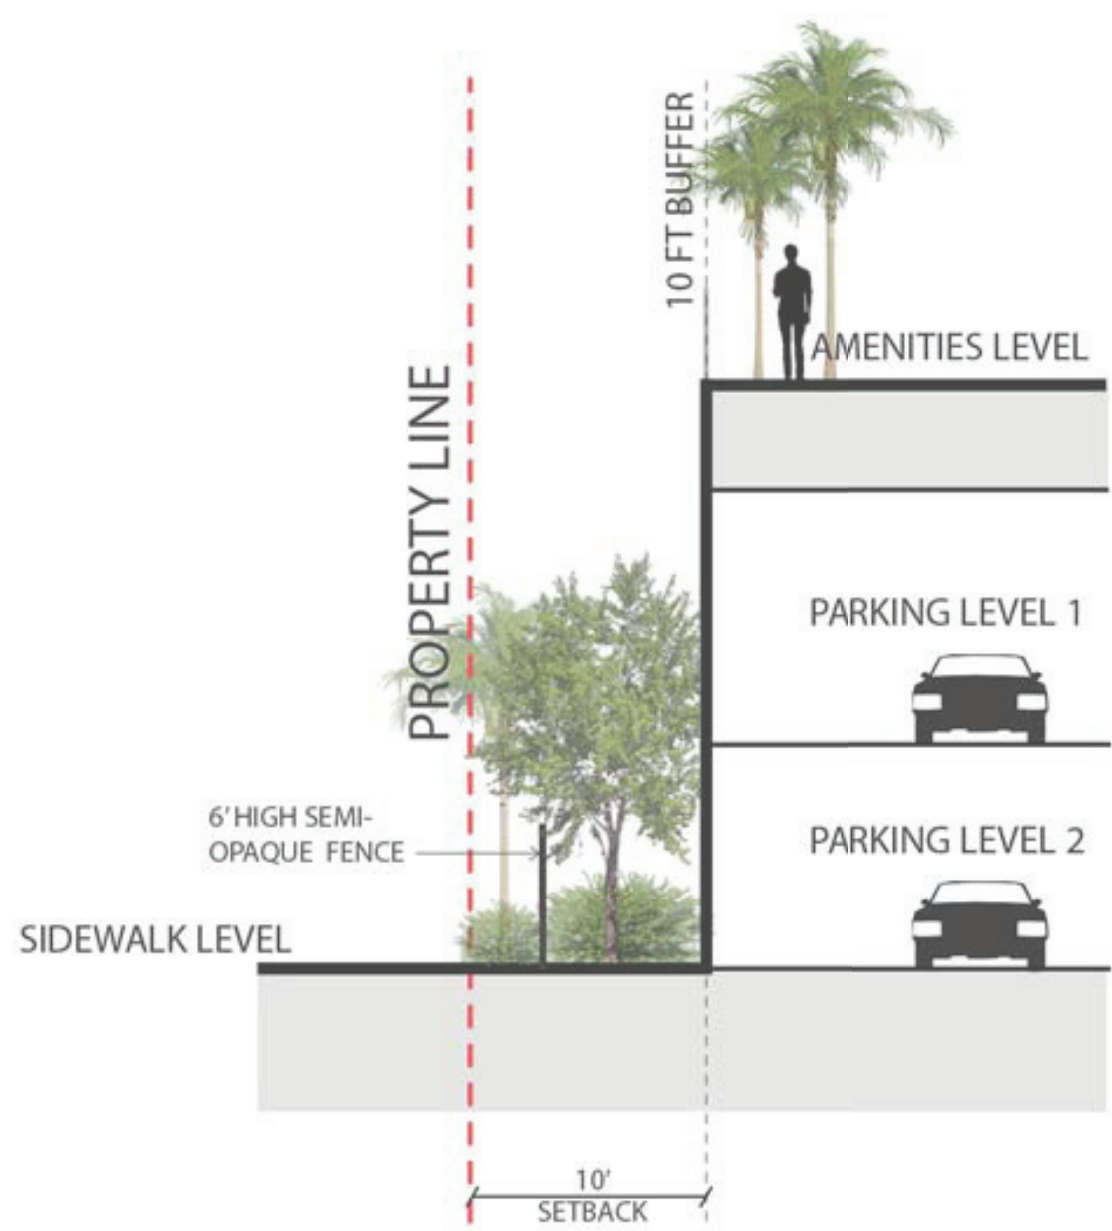 10 FT BUFFER
AMENITIES LEVEL
PROPERTY LINE
PARKING LEVEL 1
6' HIGH SEMI-
OPAQUE FENCE
PARKING LEVEL 2
SIDEWALK LEVEL
10'
SETBACK